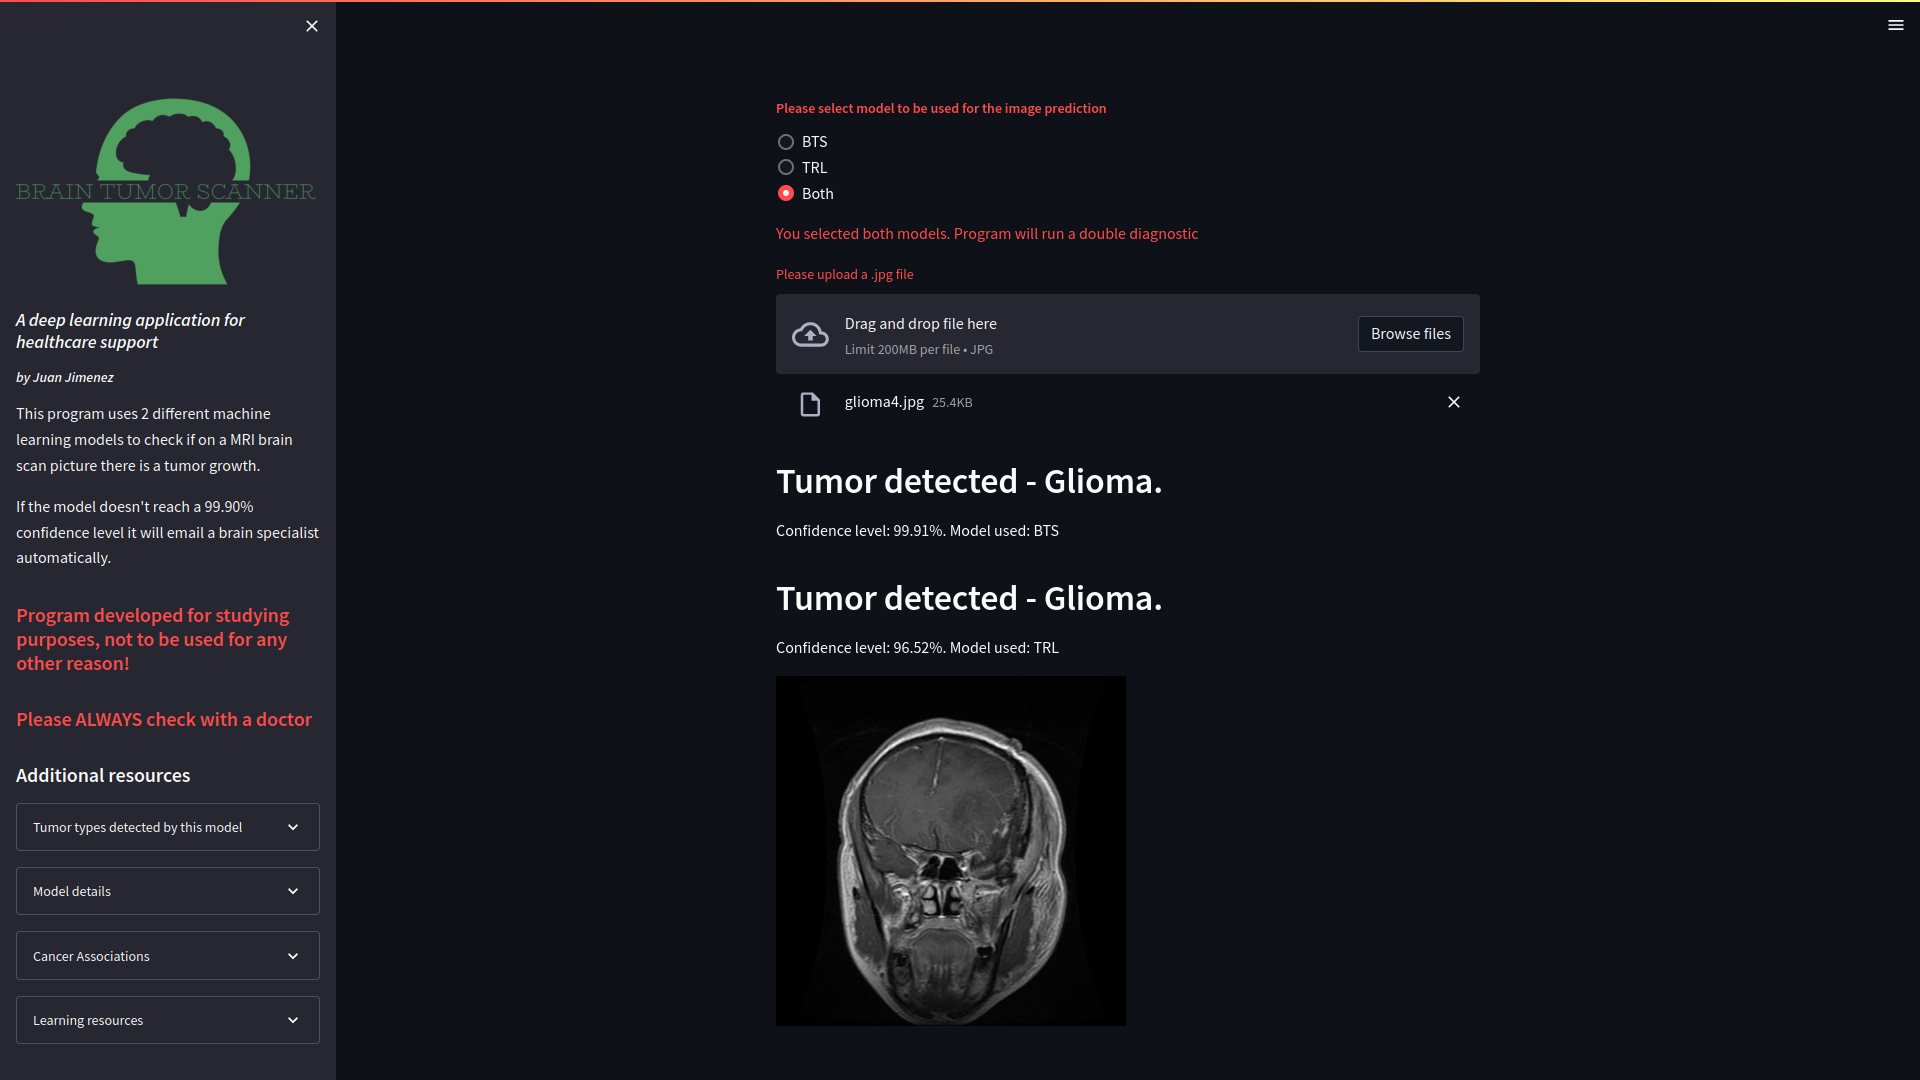 BRAIN TUMOR SCANNER
A deep learning application for
healthcare support
by Juan Jimenez
This program uses 2 different machine
learning models to check if on a MRI brain
scan picture there is a tumor growth.
If the model doesn't reach a 99.90%
confidence level it will email a brain specialist
automatically.
Program developed for studying
purposes, not to be used for any
other reason!
Please ALWAYS check with a doctor
Additional resources
Tumor types detected by this model
Model details
Cancer Associations
Learning resources
Please select model to be used for the image prediction
BTS
TRL
Both
You selected both models. Program will run a double diagnostic
Please upload a .jpg file
Drag and drop file here
Limit 200MB per file • JPG
Browse files
glioma4.jpg 25.4KB
Tumor detected - Glioma.
Confidence level: 99.91%. Model used: BTS
Tumor detected - Glioma.
Confidence level: 96.52%. Model used: TRL